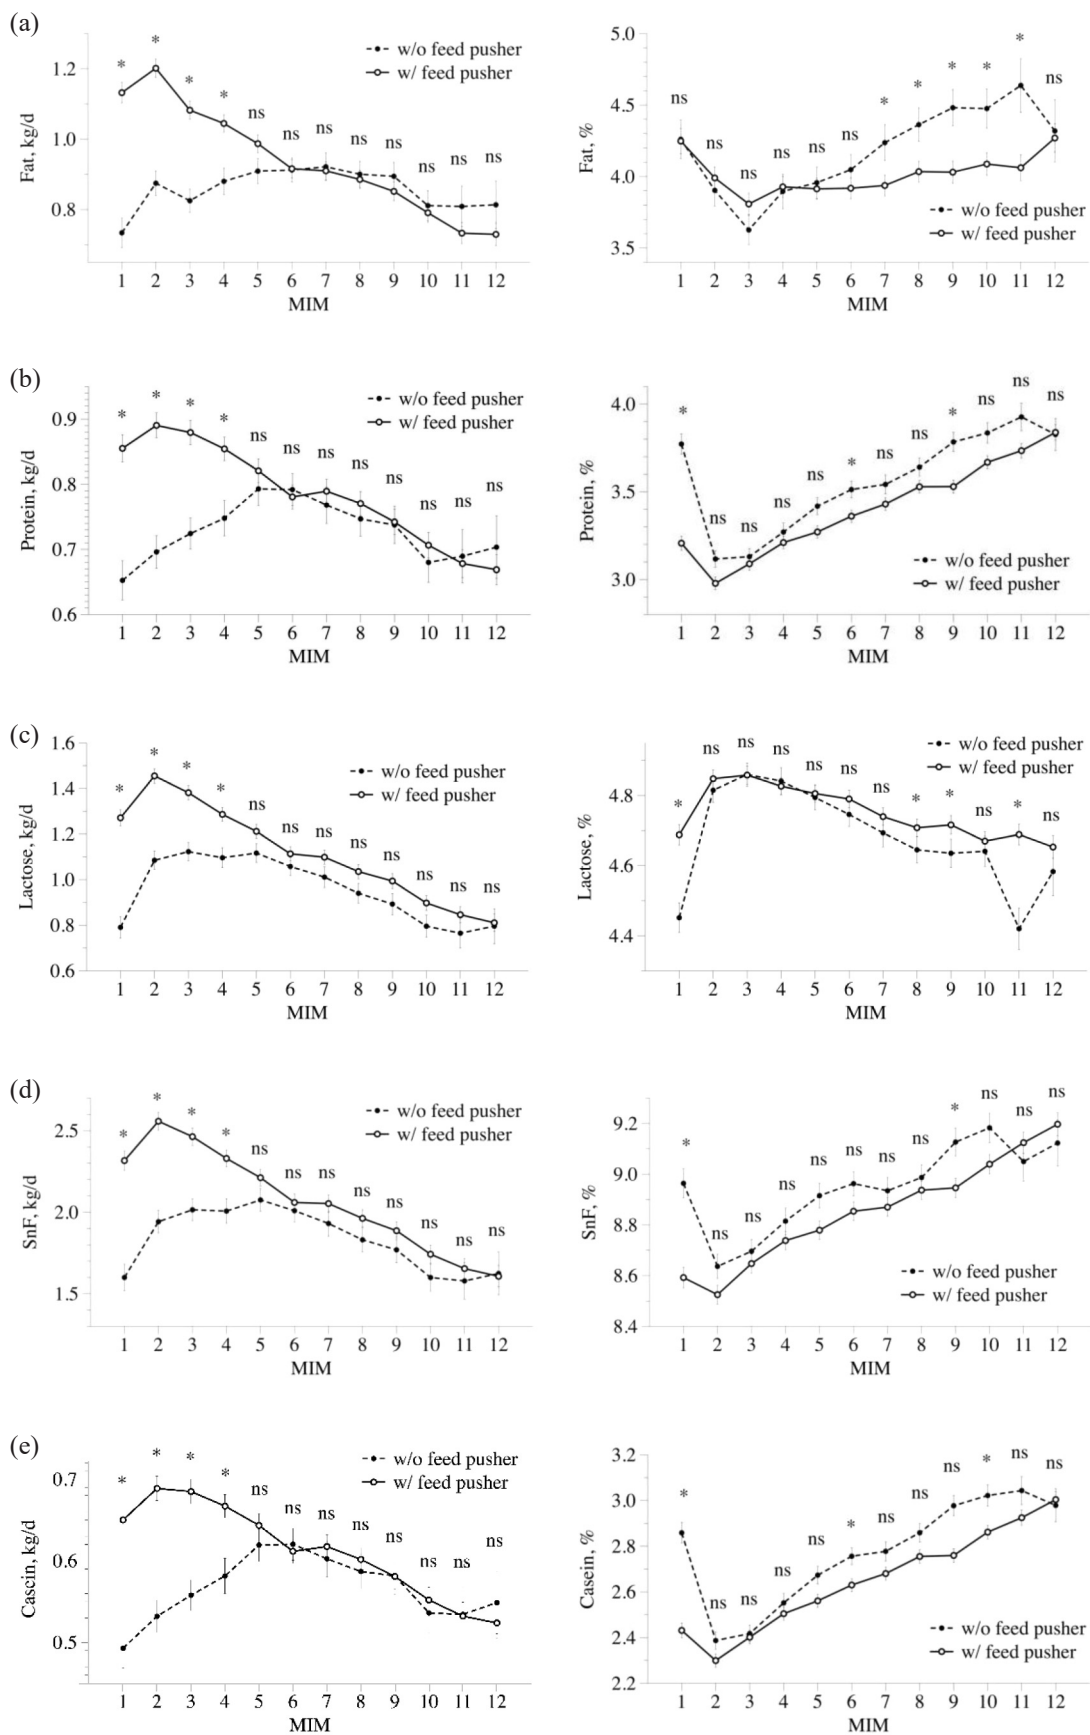 (a)
Fat, kg/d
1.2
1.0
0.8
* * * * ns ns ns ns ns ns ns ns
w/o feed pusher
w/ feed pusher
1 2 3 4 5 6 7 8 9 10 11 12
MIM
Fat, %
5.0
4.5
4.0
3.5
ns ns ns ns ns ns * * * * * ns
w/o feed pusher
w/ feed pusher
1 2 3 4 5 6 7 8 9 10 11 12
MIM
(b)
Protein, kg/d
0.9
0.8
0.7
0.6
* * * * ns ns ns ns ns ns ns ns
w/o feed pusher
w/ feed pusher
1 2 3 4 5 6 7 8 9 10 11 12
MIM
Protein, %
4.0
3.5
3.0
* ns ns ns ns * ns ns * ns ns ns
w/o feed pusher
w/ feed pusher
1 2 3 4 5 6 7 8 9 10 11 12
MIM
(c)
Lactose, kg/d
1.6
1.4
1.2
1.0
0.8
0.6
* * * * ns ns ns ns ns ns ns ns
w/o feed pusher
w/ feed pusher
1 2 3 4 5 6 7 8 9 10 11 12
MIM
Lactose, %
4.8
4.6
4.4
* ns ns ns ns ns ns * * ns * ns
w/o feed pusher
w/ feed pusher
1 2 3 4 5 6 7 8 9 10 11 12
MIM
(d)
SnF, kg/d
2.5
2.0
1.5
* * * * ns ns ns ns ns ns ns ns
w/o feed pusher
w/ feed pusher
1 2 3 4 5 6 7 8 9 10 11 12
MIM
SnF, %
9.2
9.0
8.8
8.6
8.4
* ns ns ns ns ns ns ns * ns ns ns
w/o feed pusher
w/ feed pusher
1 2 3 4 5 6 7 8 9 10 11 12
MIM
(e)
Cascin, kg/d
0.7
0.6
0.5
* * * * ns ns ns ns ns ns ns ns
w/o feed pusher
w/ feed pusher
1 2 3 4 5 6 7 8 9 10 11 12
MIM
Casein, %
3.2
3.0
2.8
2.6
2.4
2.2
* ns ns ns ns * ns ns ns * ns ns
w/o feed pusher
w/ feed pusher
1 2 3 4 5 6 7 8 9 10 11 12
MIM